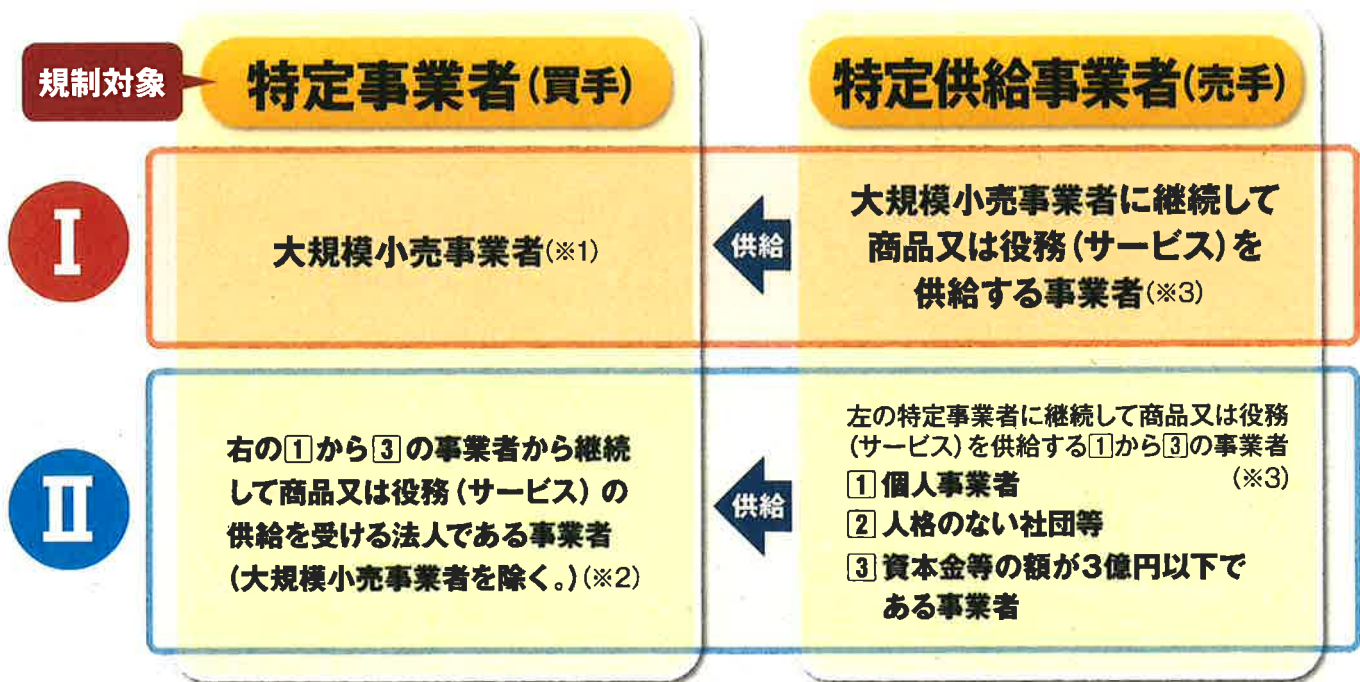 規制対象
特定事業者(買手)
特定供給事業者(売手)
I
大規模小売事業者(※1)
供給
大規模小売事業者に継続して
商品又は役務(サービス)を
供給する事業者(※3)
II
右の1から3の事業者から継続
して商品又は役務(サービス)の
供給を受ける法人である事業者
(大規模小売事業者を除く。)(※2)
供給
左の特定事業者に継続して商品又は役務
(サービス)を供給する1から3の事業者
(※3)
1個人事業者
2人格のない社団等
3資本金等の額が3億円以下で
ある事業者